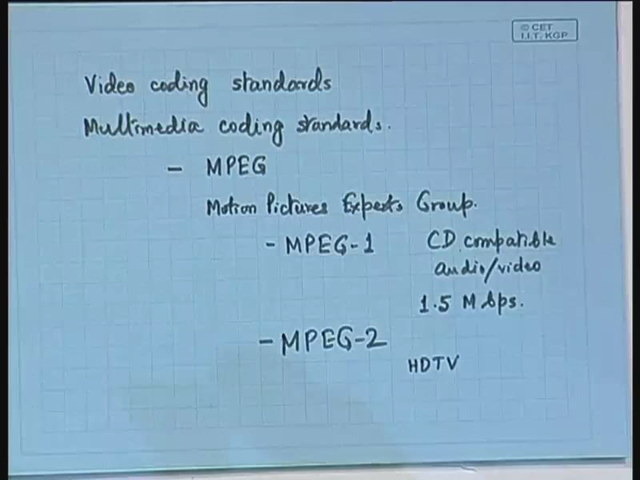 © CET
I.I.T. KGP
Video coding standards
Multimedia coding standards.
- MPEG
Motion Pictures Experts Group.
- MPEG-1 CD compatible
audio/video
1.5 Mbps.
- MPEG-2
HDTV